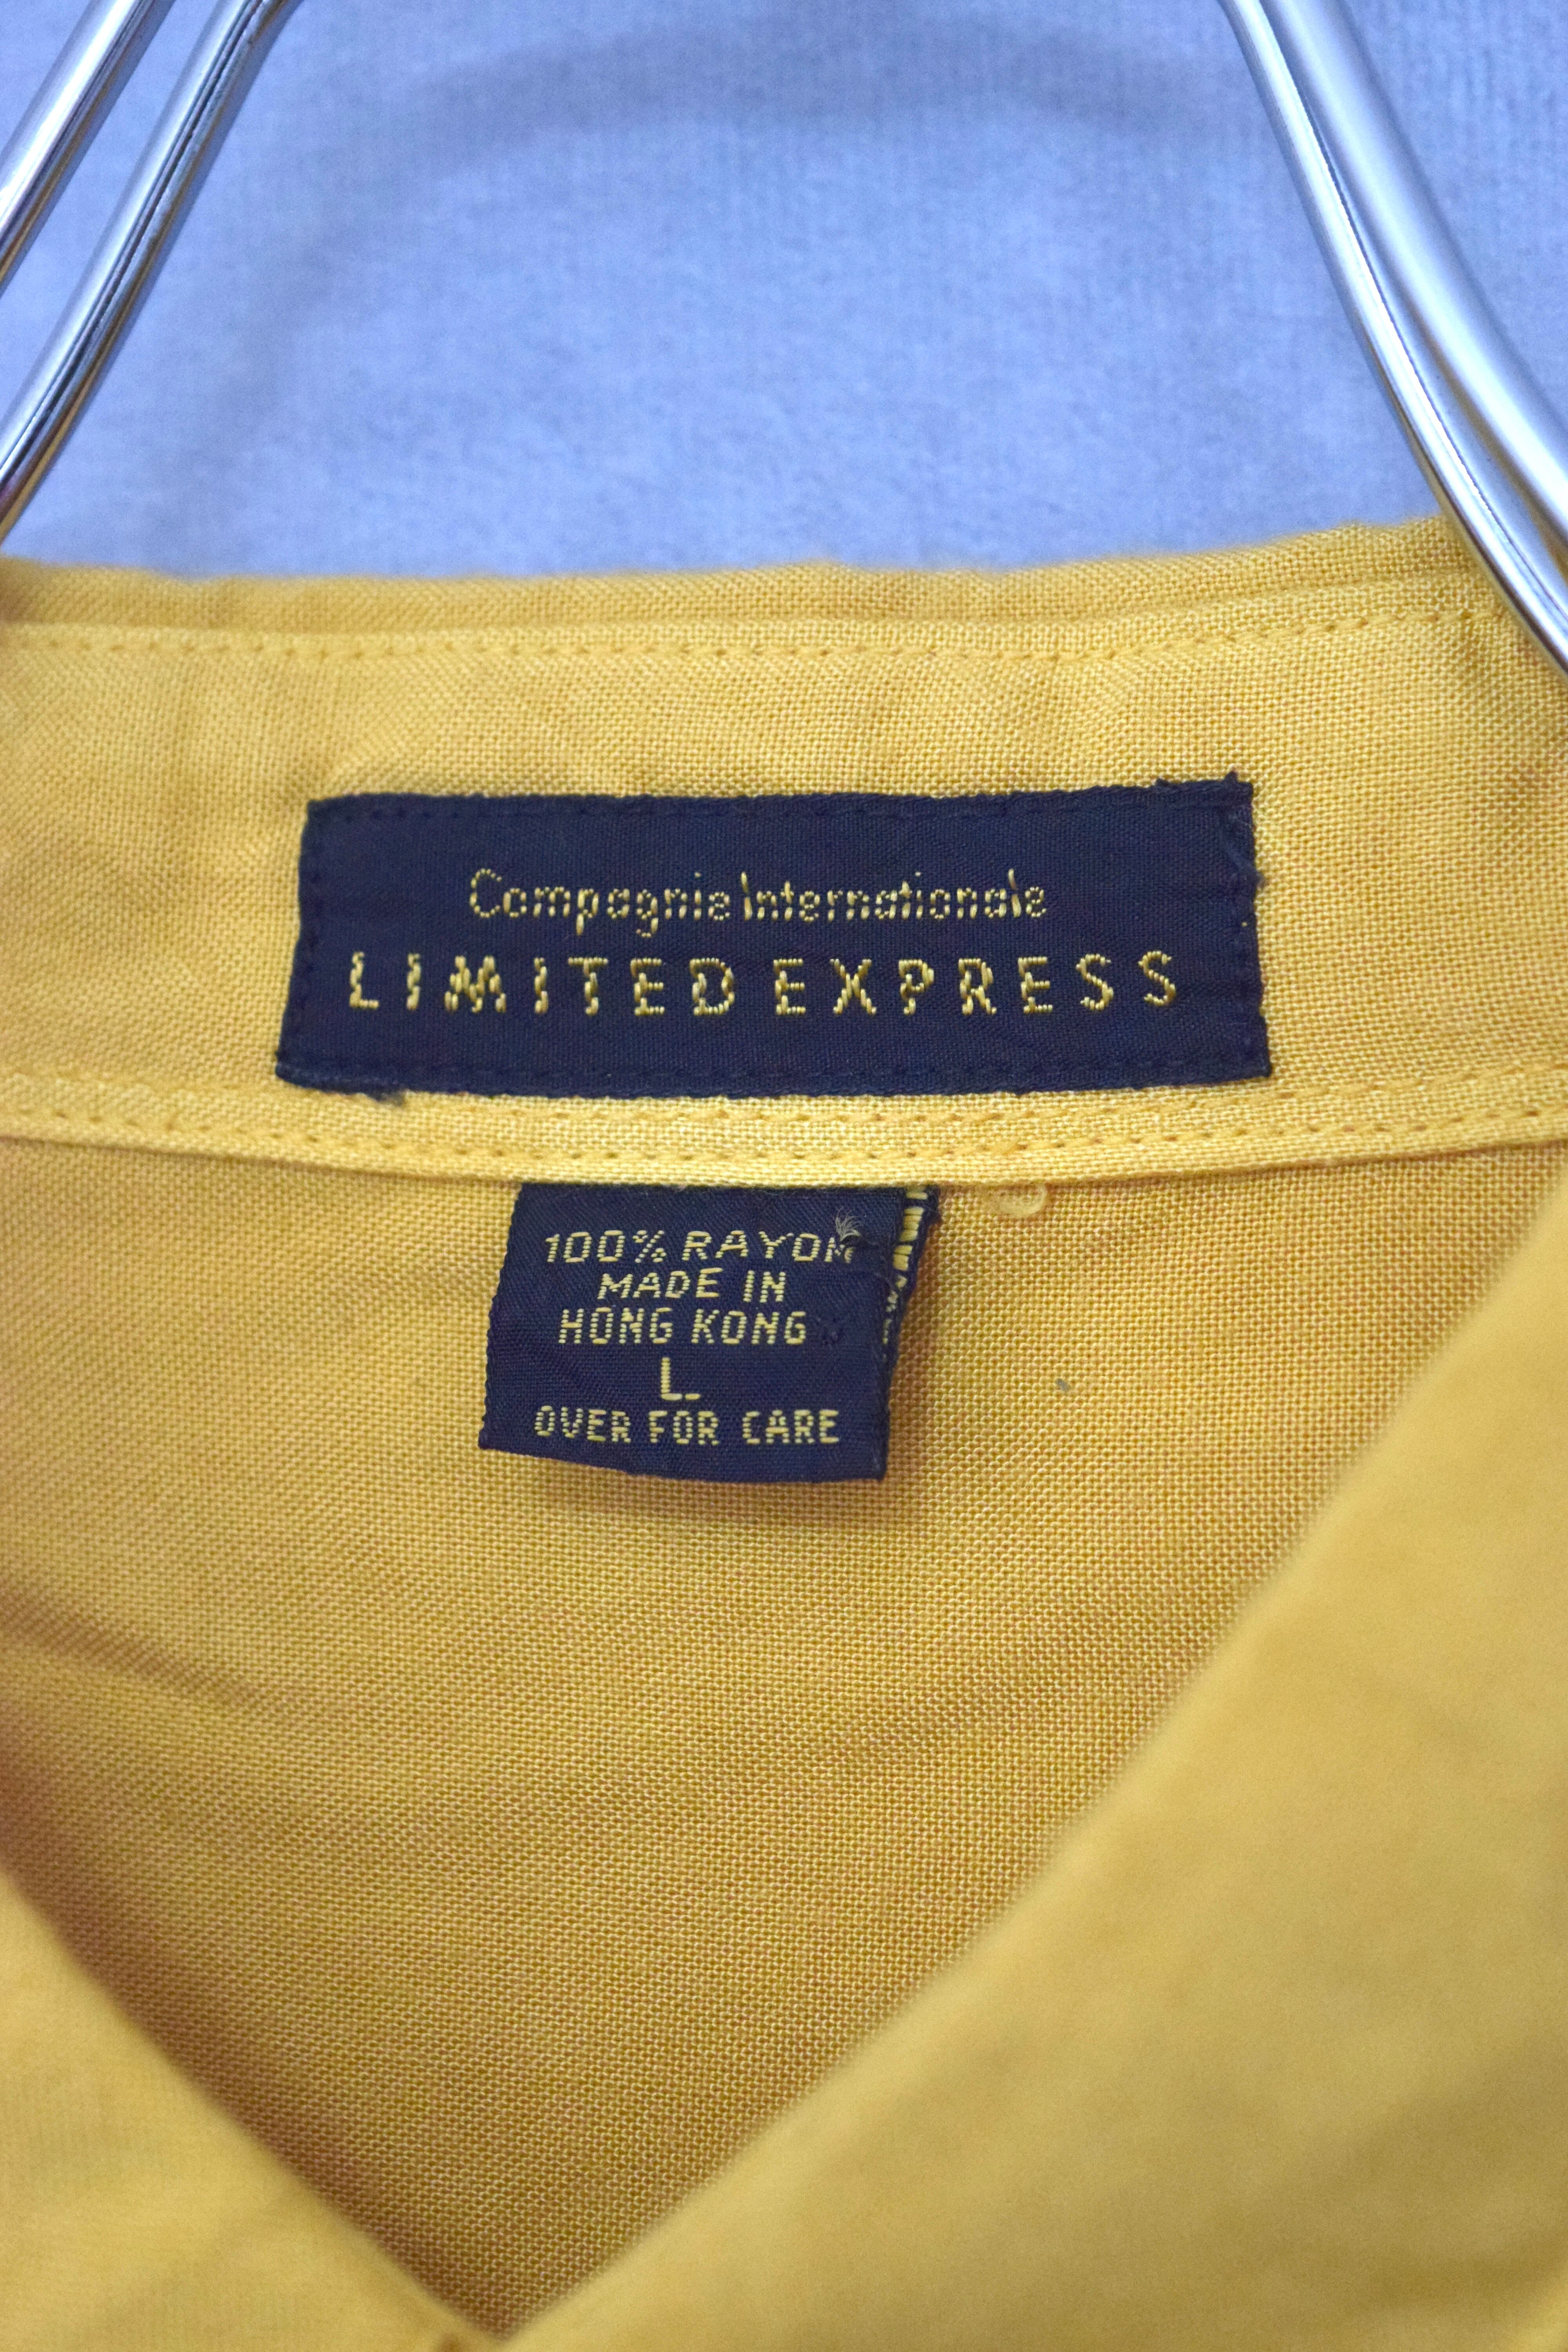 Compagnie Internationale
LIMITED EXPRESS
100% RAYON
MADE IN
HONG KONG
L
OVER FOR CARE